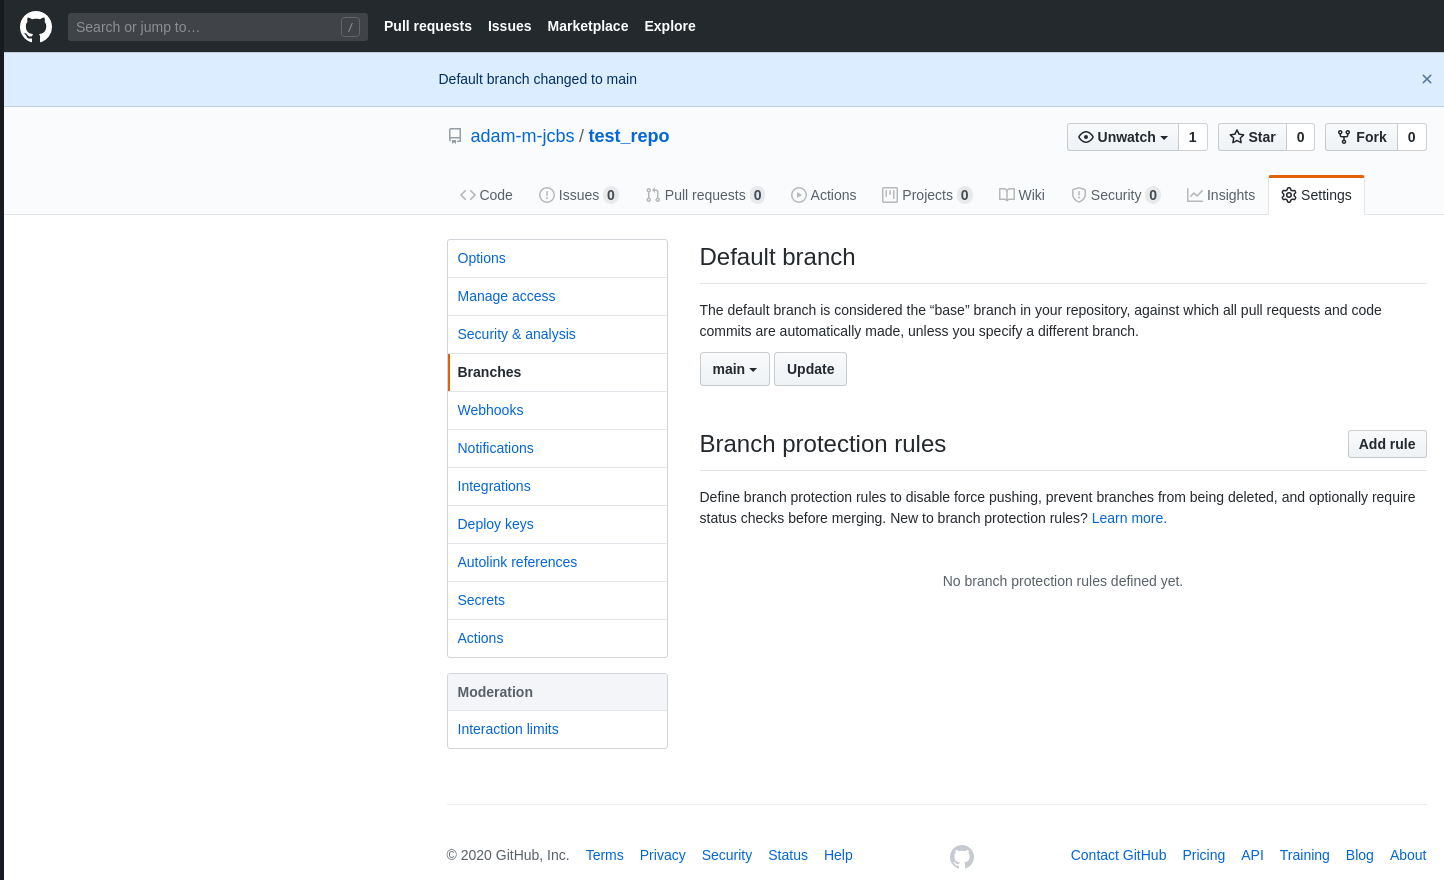 Search or jump to… /
Pull requests Issues Marketplace Explore
Default branch changed to main
adam-m-jcbs / test_repo
Unwatch 1 Star 0 Fork 0
Code Issues 0 Pull requests 0 Actions Projects 0 Wiki Security 0 Insights Settings
Options
Manage access
Security & analysis
Branches
Webhooks
Notifications
Integrations
Deploy keys
Autolink references
Secrets
Actions
Moderation
Interaction limits
Default branch
The default branch is considered the “base” branch in your repository, against which all pull requests and code
commits are automatically made, unless you specify a different branch.
main Update
Branch protection rules
Add rule
Define branch protection rules to disable force pushing, prevent branches from being deleted, and optionally require
status checks before merging. New to branch protection rules? Learn more.
No branch protection rules defined yet.
© 2020 GitHub, Inc. Terms Privacy Security Status Help
Contact GitHub Pricing API Training Blog About